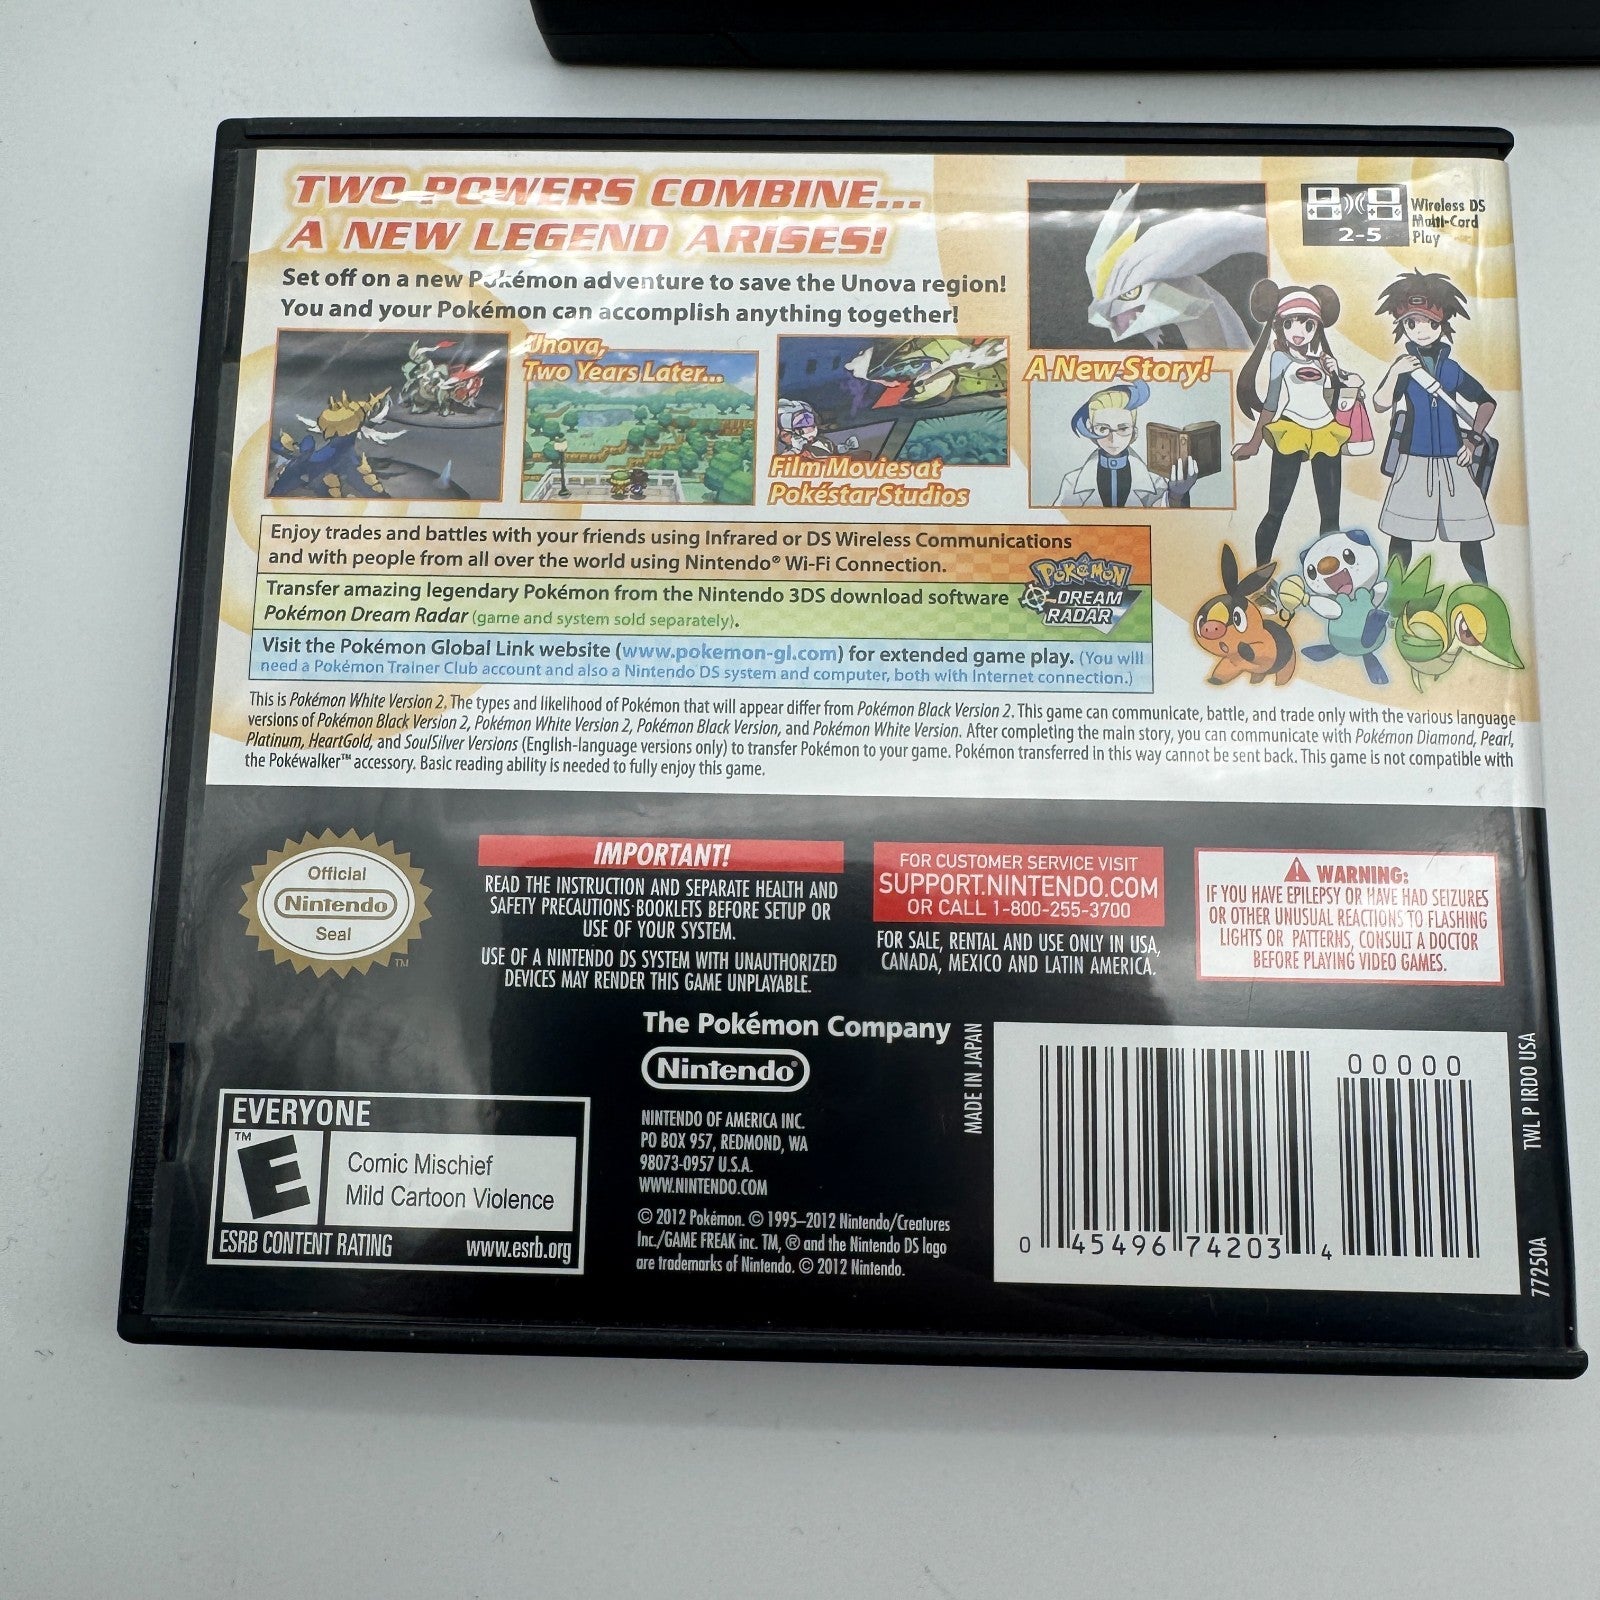 TWO POWERS COMBINE...
A NEW LEGEND ARISES!
Set off on a new Pokémon adventure to save the Unova region!
You and your Pokémon can accomplish anything together!
2-5
Wireless DS
Multi-Card
Play
Unova,
Two Years Later...
Film Movies at
Pokéstar Studios
A New Story!
Enjoy trades and battles with your friends using Infrared or DS Wireless Communications
and with people from all over the world using Nintendo® Wi-Fi Connection.
Transfer amazing legendary Pokémon from the Nintendo 3DS download software
Pokémon Dream Radar (game and system sold separately).
POKéMON
DREAM
RADAR
Visit the Pokémon Global Link website (www.pokemon-gl.com) for extended game play. (You will
need a Pokémon Trainer Club account and also a Nintendo DS system and computer, both with Internet connection.)
This is Pokémon White Version 2. The types and likelihood of Pokémon that will appear differ from Pokémon Black Version 2. This game can communicate, battle, and trade only with the various language
versions of Pokémon Black Version 2, Pokémon White Version 2, Pokémon Black Version, and Pokémon White Version. After completing the main story, you can communicate with Pokémon Diamond, Pearl,
Platinum, HeartGold, and SoulSilver Versions (English-language versions only) to transfer Pokémon to your game. Pokémon transferred in this way cannot be sent back. This game is not compatible with
the Pokéwalker™ accessory. Basic reading ability is needed to fully enjoy this game.
Official
Nintendo
Seal
TM
IMPORTANT!
READ THE INSTRUCTION AND SEPARATE HEALTH AND
SAFETY PRECAUTIONS BOOKLETS BEFORE SETUP OR
USE OF YOUR SYSTEM.
USE OF A NINTENDO DS SYSTEM WITH UNAUTHORIZED
DEVICES MAY RENDER THIS GAME UNPLAYABLE.
FOR CUSTOMER SERVICE VISIT
SUPPORT.NINTENDO.COM
OR CALL 1-800-255-3700
FOR SALE, RENTAL AND USE ONLY IN USA,
CANADA, MEXICO AND LATIN AMERICA.
WARNING:
IF YOU HAVE EPILEPSY OR HAVE HAD SEIZURES
OR OTHER UNUSUAL REACTIONS TO FLASHING
LIGHTS OR PATTERNS, CONSULT A DOCTOR
BEFORE PLAYING VIDEO GAMES.
The Pokémon Company
Nintendo®
NINTENDO OF AMERICA INC.
PO BOX 957, REDMOND, WA
98073-0957 U.S.A.
WWW.NINTENDO.COM
© 2012 Pokémon. © 1995–2012 Nintendo/Creatures
Inc./GAME FREAK inc. TM, ® and the Nintendo DS logo
are trademarks of Nintendo. © 2012 Nintendo.
EVERYONE
TM
E
Comic Mischief
Mild Cartoon Violence
ESRB CONTENT RATING
www.esrb.org
MADE IN JAPAN
00000
0 45496 74203 4
TWL P IRDO USA
77250A